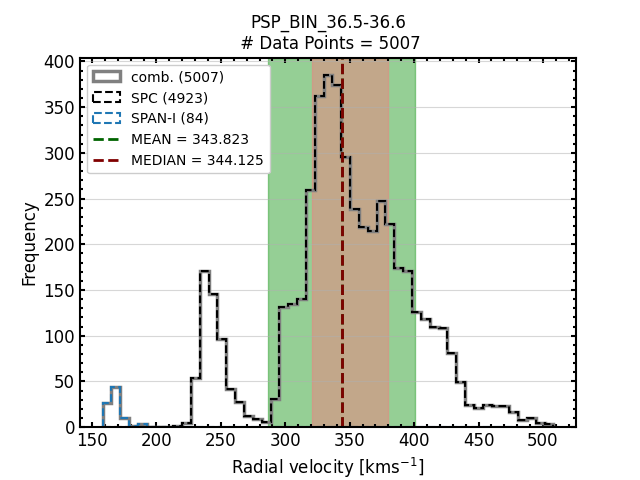 PSP_BIN_36.5-36.6
# Data Points = 5007
400
350
300
250
200
150
100
50
0
Frequency
comb. (5007)
SPC (4923)
SPAN-I (84)
MEAN = 343.823
MEDIAN = 344.125
150 200 250 300 350 400 450 500
Radial velocity [kms⁻¹]